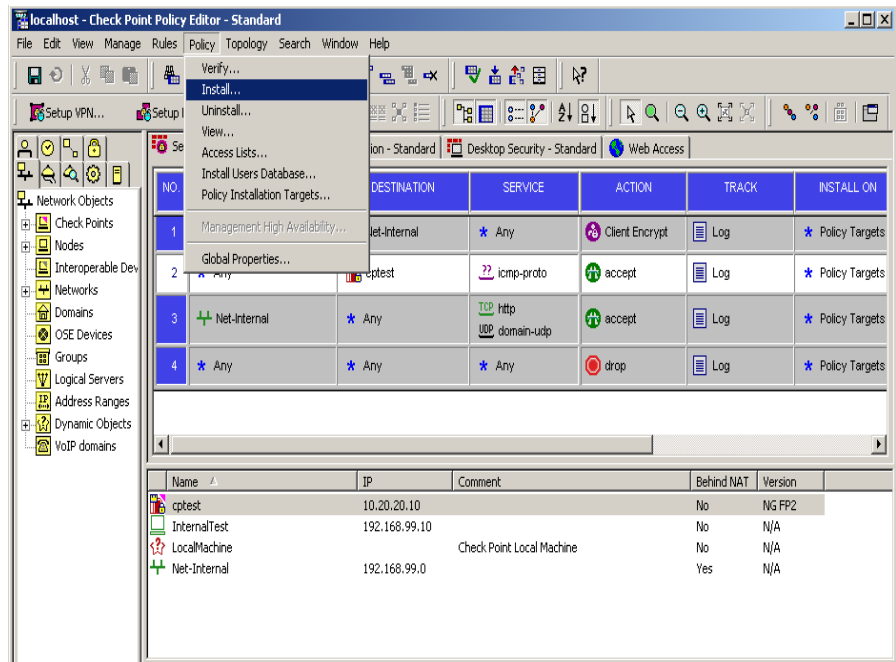 localhost - Check Point Policy Editor - Standard
File Edit View Manage Rules Policy Topology Search Window Help
Verify...
Install...
Uninstall...
View...
Access Lists...
Install Users Database...
Policy Installation Targets...
Management High Availability...
Global Properties...
Setup VPN...
Setup
Se
ion - Standard
Desktop Security - Standard
Web Access
Network Objects
Check Points
Nodes
Interoperable Dev
Networks
Domains
OSE Devices
Groups
Logical Servers
Address Ranges
Dynamic Objects
VoIP domains
NO. DESTINATION SERVICE ACTION TRACK INSTALL ON
1 Net-Internal Any Client Encrypt Log Policy Targets
2 Any cptest icmp-proto accept Log Policy Targets
3 Net-Internal Any TCP http UDP domain-udp accept Log Policy Targets
4 Any Any Any drop Log Policy Targets
Name IP Comment Behind NAT Version
cptest 10.20.20.10 No NG FP2
InternalTest 192.168.99.10 No N/A
LocalMachine Check Point Local Machine No N/A
Net-Internal 192.168.99.0 Yes N/A